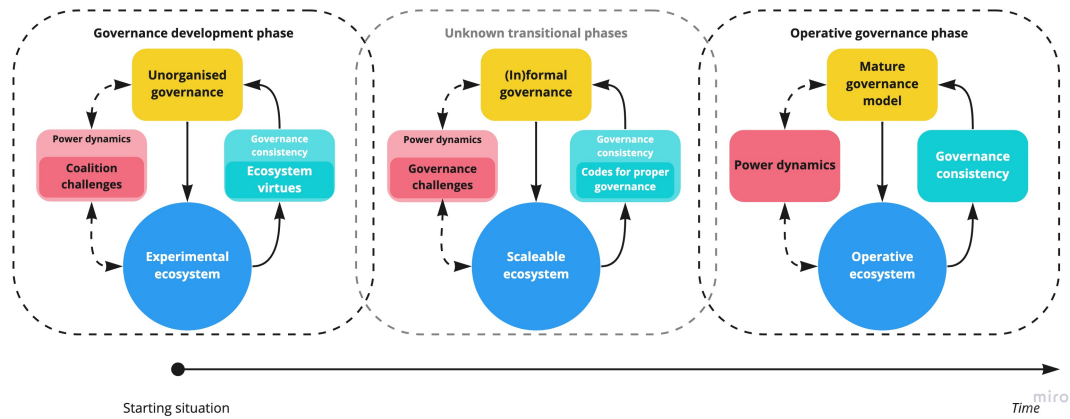 Governance development phase
Unorganised
governance
Power dynamics
Coalition
challenges
Governance
consistency
Ecosystem
virtues
Experimental
ecosystem
Unknown transitional phases
(In)formal
governance
Power dynamics
Governance
challenges
Governance
consistency
Codes for proper
governance
Scaleable
ecosystem
Operative governance phase
Mature
governance
model
Power dynamics
Governance
consistency
Operative
ecosystem
Starting situation
Time
miro